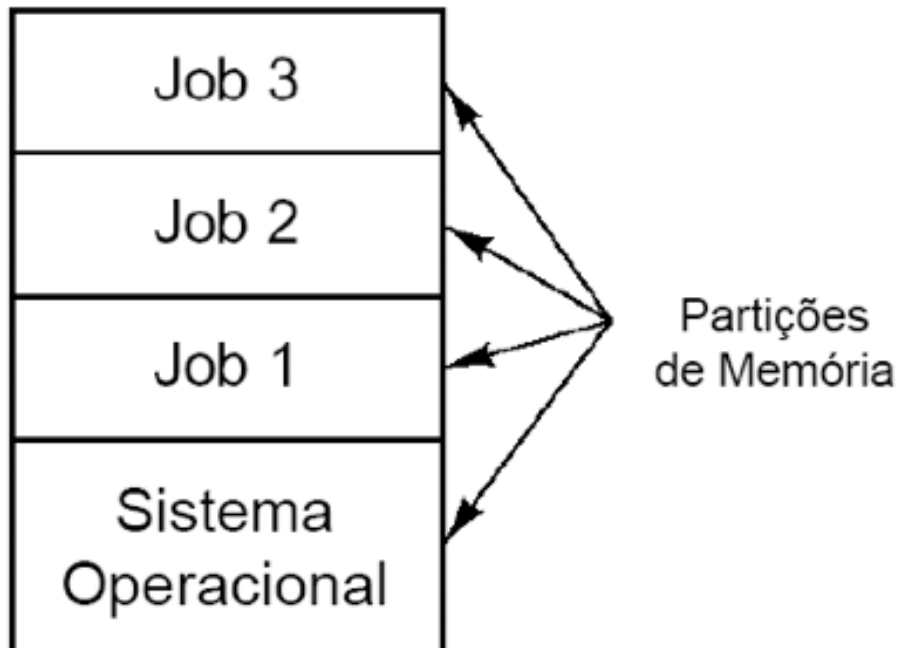 Job 3
Job 2
Job 1
Sistema
Operacional
Partições
de Memória